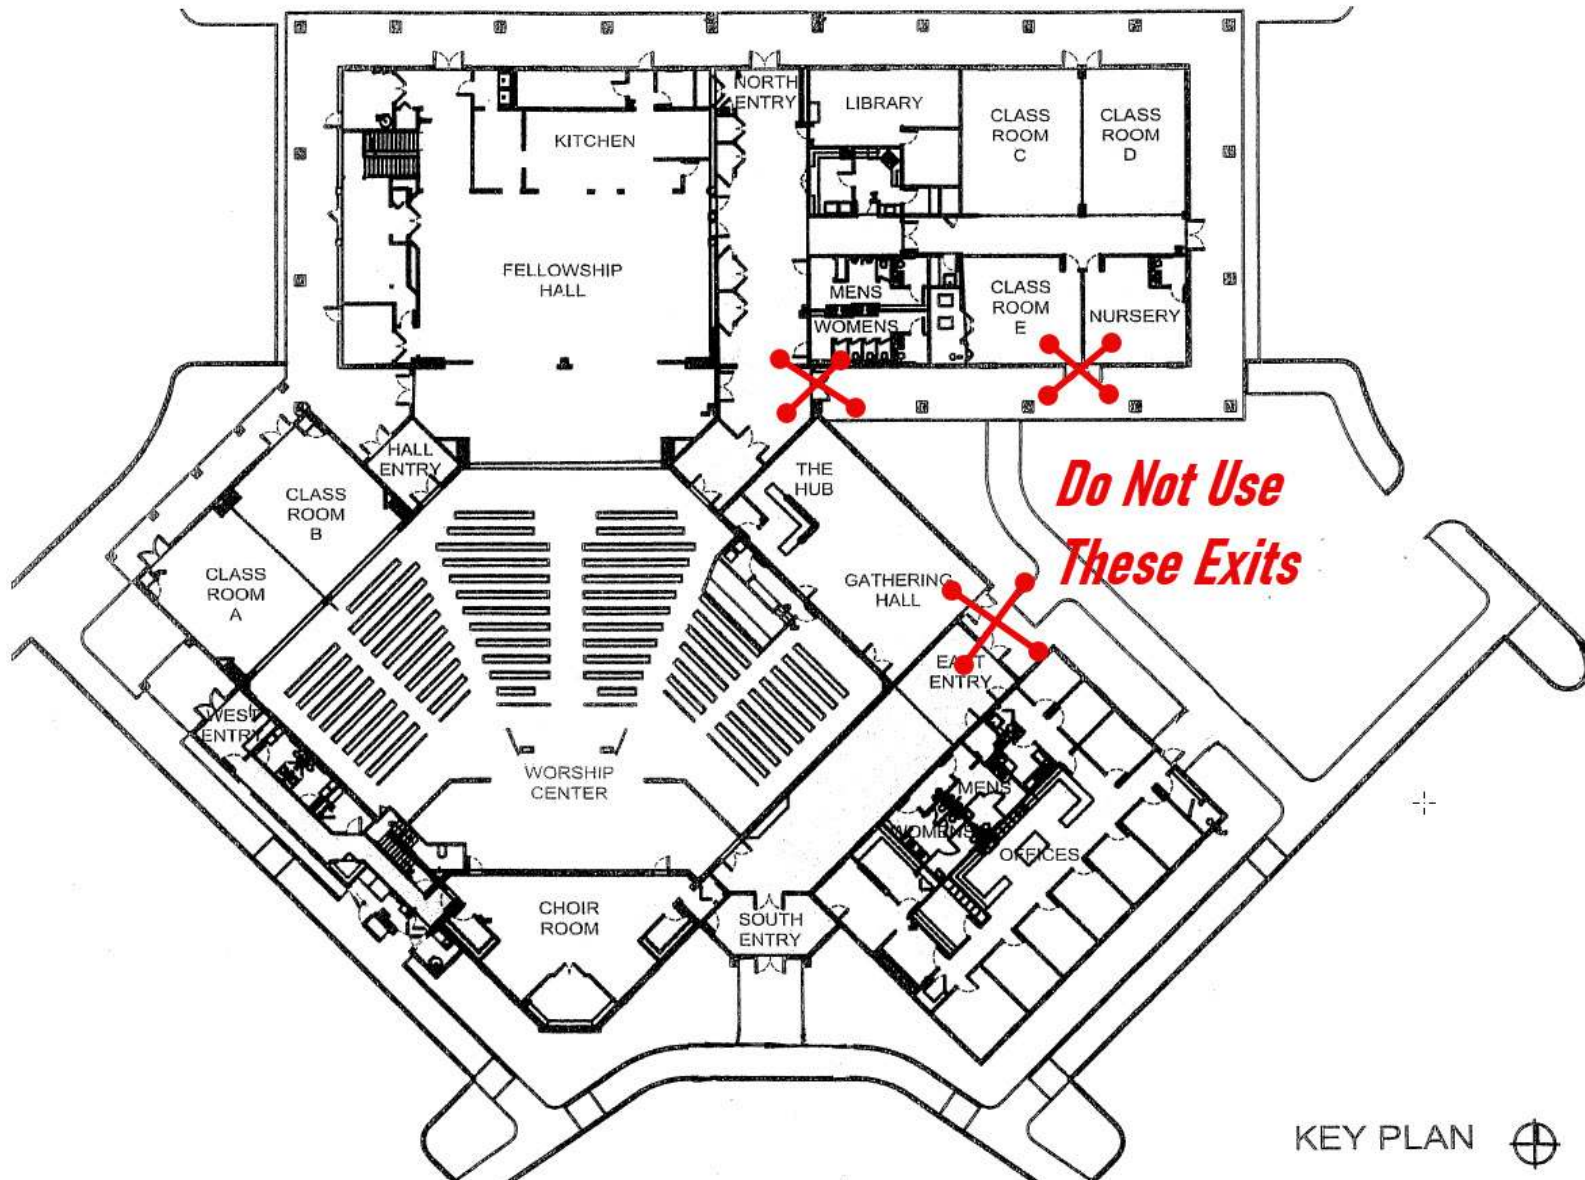 NORTH
ENTRY
LIBRARY
CLASS
ROOM
C
CLASS
ROOM
D
KITCHEN
FELLOWSHIP
HALL
MENS
WOMENS
CLASS
ROOM
E
NURSERY
HALL
ENTRY
THE
HUB
Do Not Use
These Exits
CLASS
ROOM
B
CLASS
ROOM
A
GATHERING
HALL
EAST
ENTRY
WEST
ENTRY
WORSHIP
CENTER
MENS
WOMENS
OFFICES
CHOIR
ROOM
SOUTH
ENTRY
KEY PLAN